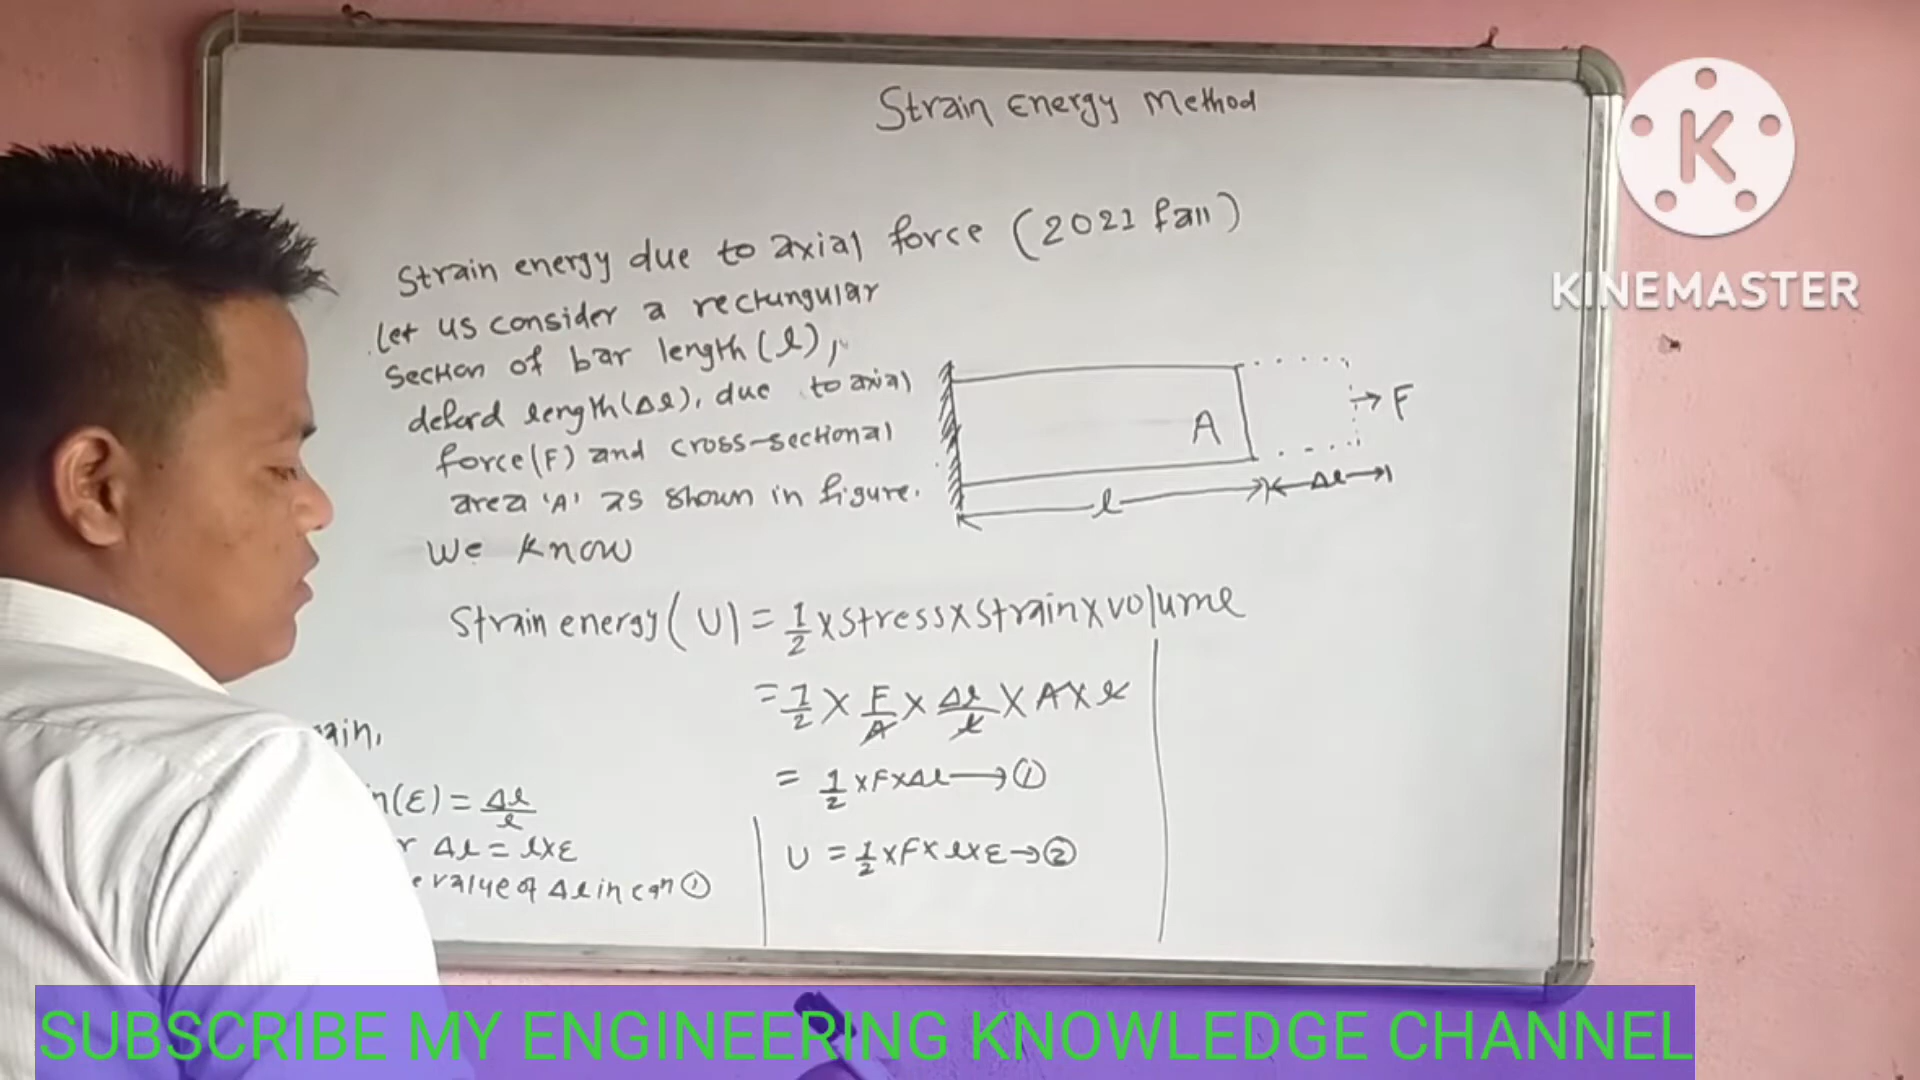 Strain energy Method
Strain energy due to axial force (2021 fall)
Let us consider a rectungular
section of bar length (l),
deford length(Δl), due to axial
force(F) and cross-sectional
area 'A' as shown in figure.
We know
A
F
l
Δl
Strain energy (U) = 1/2 x stress x strain x volume
= 1/2 X F/A X Δl/l X A X l
= 1/2 x F x Δl → ①
(ε) = Δl/l
Δl = l x ε
value of Δl in eqn ①
U = 1/2 x F x l x ε → ②
K
KINEMASTER
SUBSCRIBE MY ENGINEERING KNOWLEDGE CHANNEL